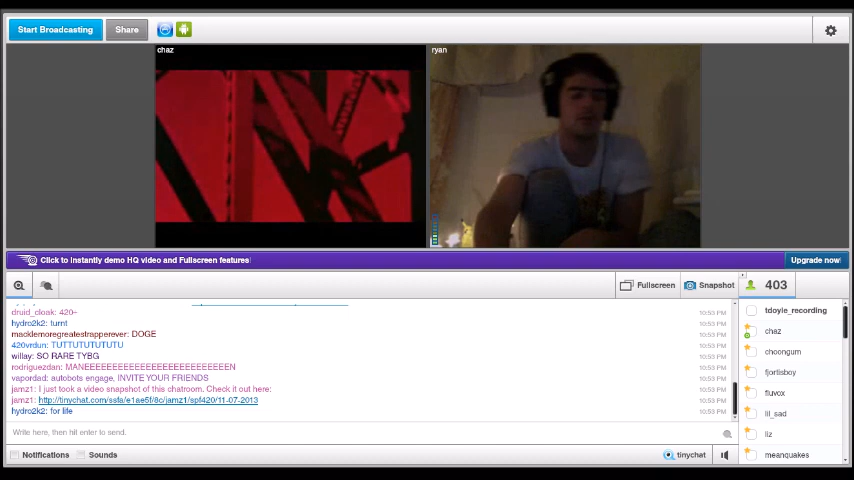 Start Broadcasting
Share
chaz
ryan
Click to instantly demo HQ video and Fullscreen features!
Upgrade now!
Fullscreen
Snapshot
403
druid_cloak: 420+ 10:53 PM
hydro2k2: turnt 10:53 PM
macklemoregreatestrapperever: DOGE 10:53 PM
420vrdun: TUTTUTUTUTUTU 10:53 PM
willay: SO RARE TYBG 10:53 PM
rodriguezdan: MANEEEEEEEEEEEEEEEEEEEEEEEEEN 10:53 PM
vapordad: autobots engage, INVITE YOUR FRIENDS 10:53 PM
jamz1: I just took a video snapshot of this chatroom. Check it out here: 10:53 PM
jamz1: http://tinychat.com/ssfa/e1ae5f/8c/jamz1/spf420/11-07-2013 10:53 PM
hydro2k2: for life 10:53 PM
tdoyle_recording
chaz
choongum
fjortisboy
fluvox
lil_sad
liz
meanquakes
Write here, then hit enter to send.
Notifications
Sounds
tinychat